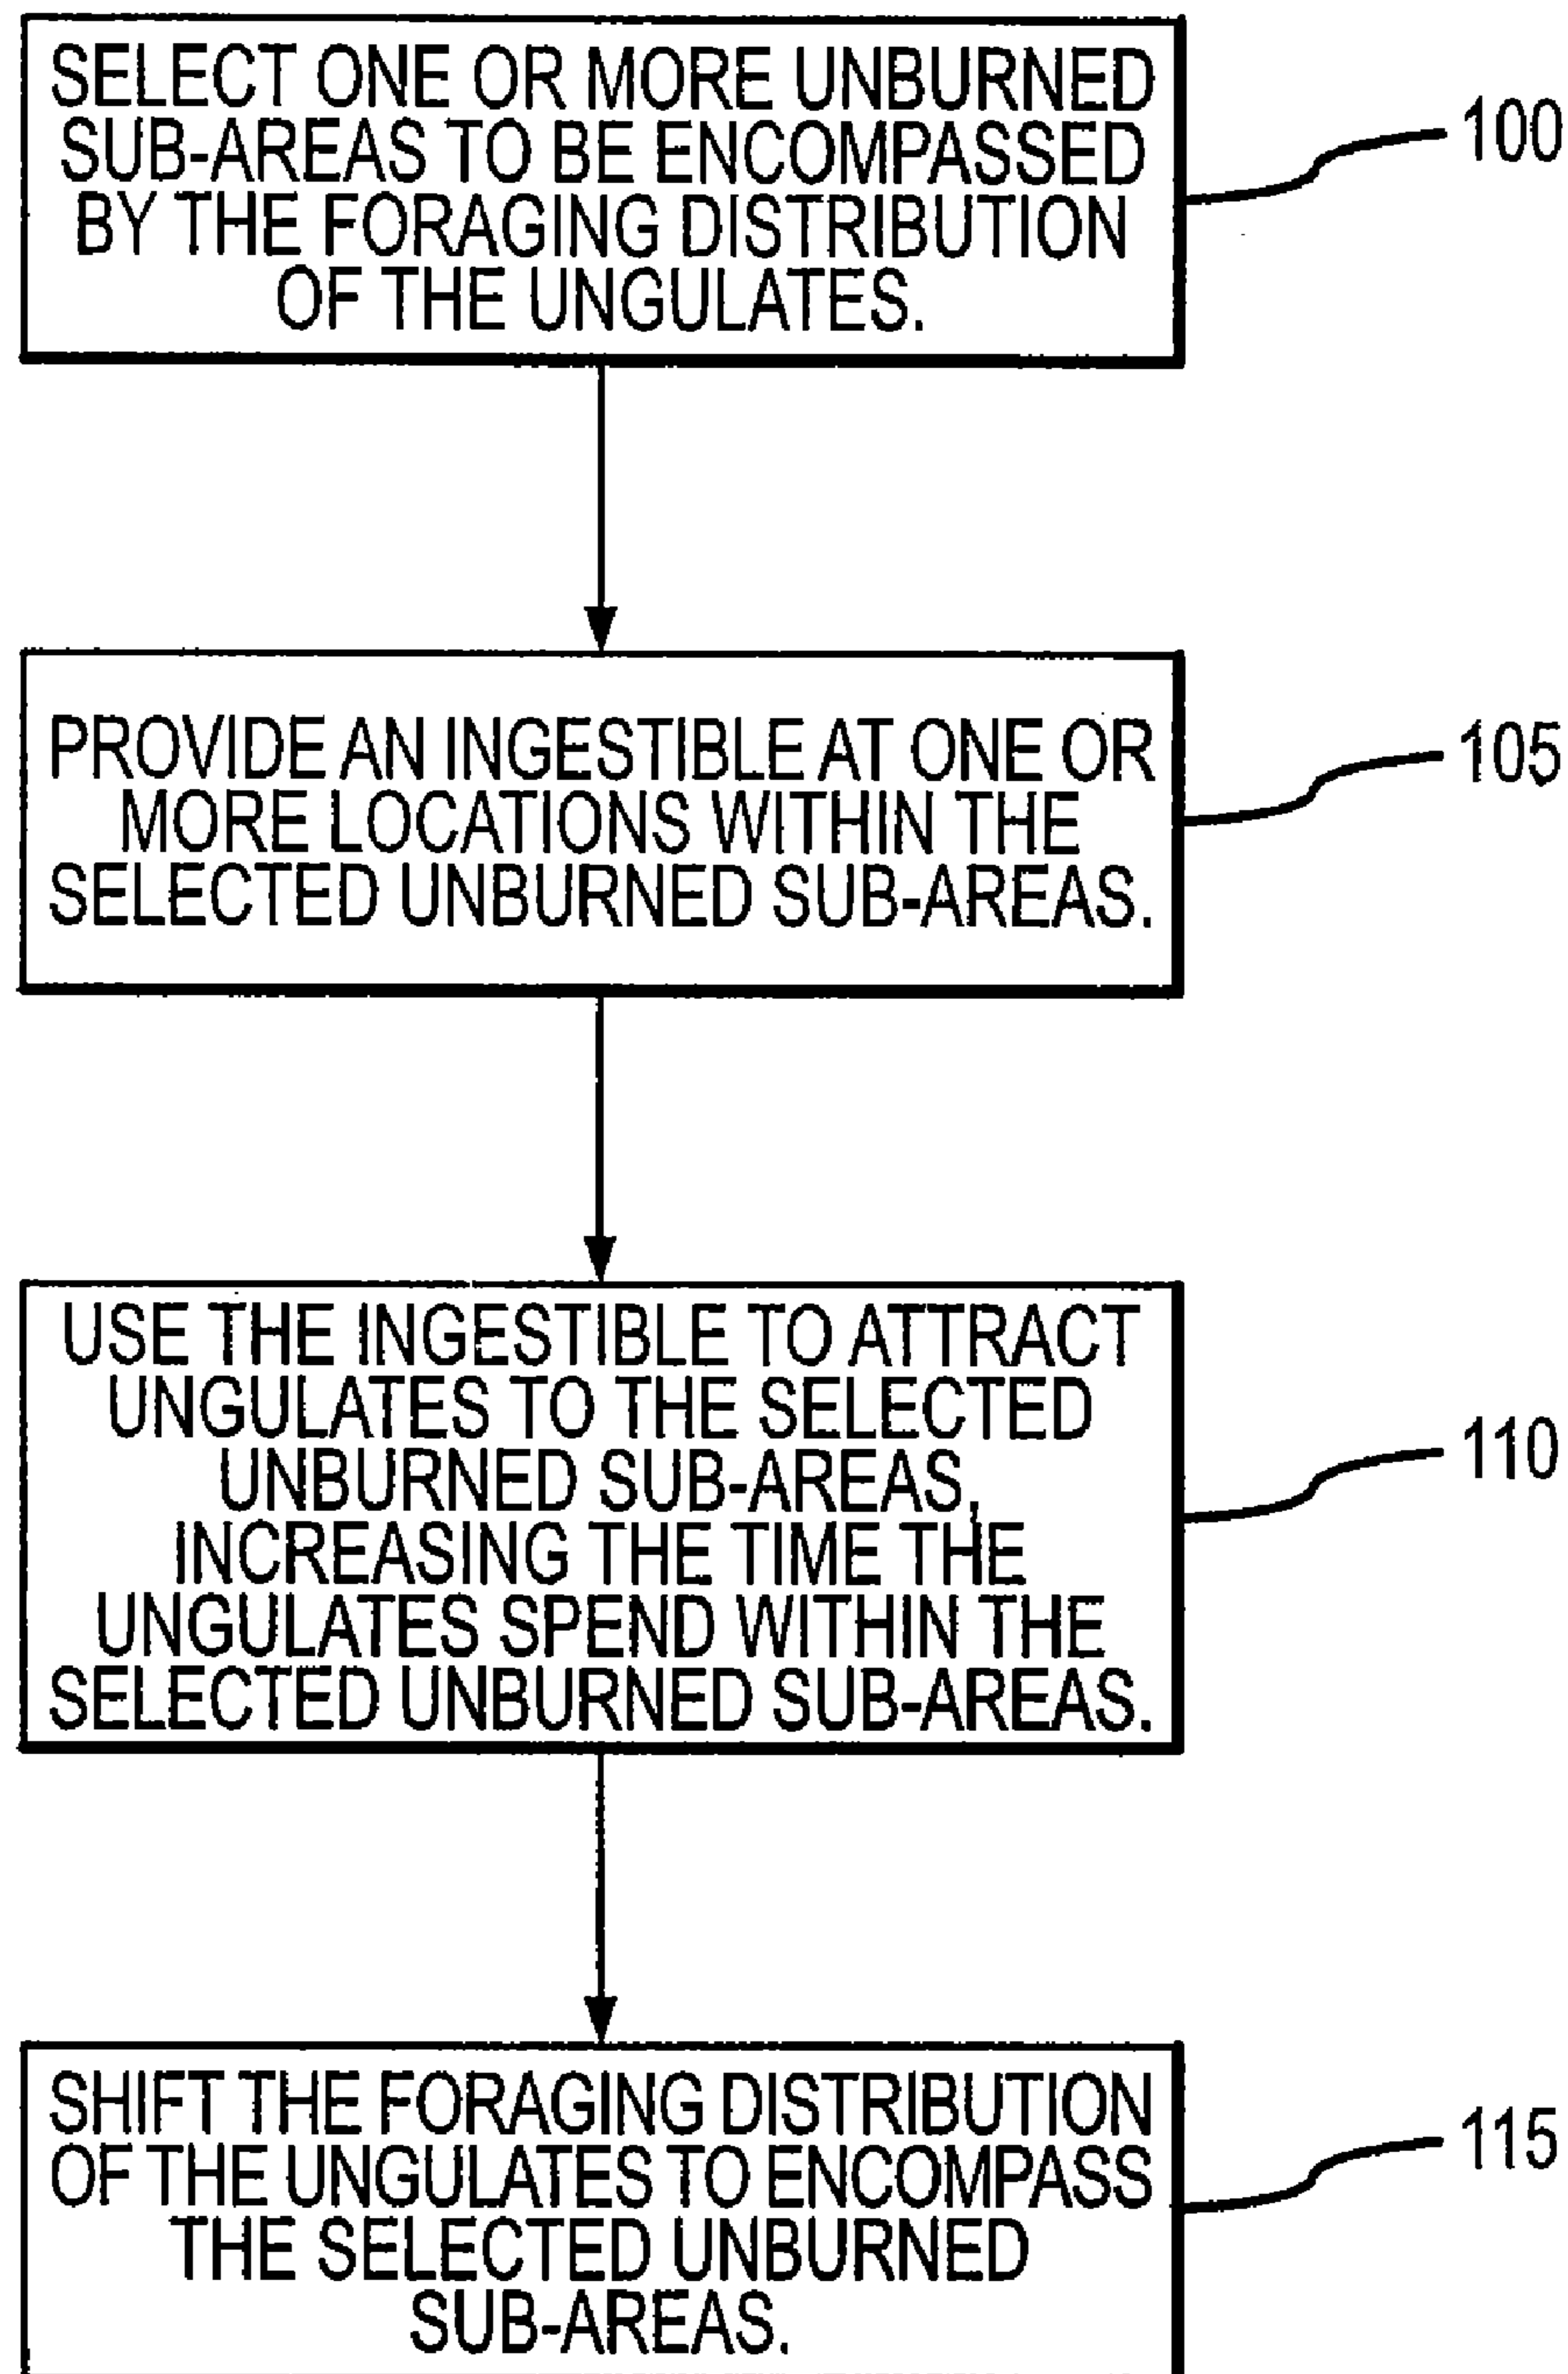 SELECT ONE OR MORE UNBURNED
SUB-AREAS TO BE ENCOMPASSED
BY THE FORAGING DISTRIBUTION
OF THE UNGULATES.
100
PROVIDE AN INGESTIBLE AT ONE OR
MORE LOCATIONS WITHIN THE
SELECTED UNBURNED SUB-AREAS.
105
USE THE INGESTIBLE TO ATTRACT
UNGULATES TO THE SELECTED
UNBURNED SUB-AREAS,
INCREASING THE TIME THE
UNGULATES SPEND WITHIN THE
SELECTED UNBURNED SUB-AREAS.
110
SHIFT THE FORAGING DISTRIBUTION
OF THE UNGULATES TO ENCOMPASS
THE SELECTED UNBURNED
SUB-AREAS.
115